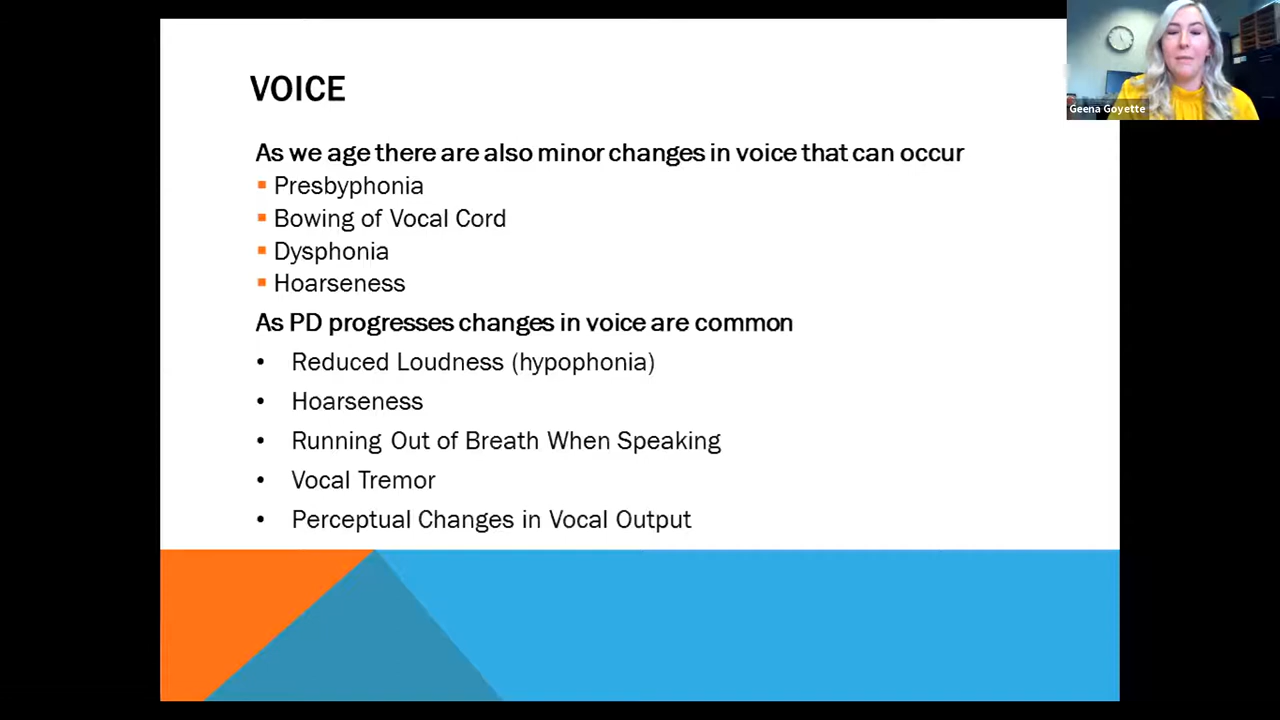 VOICE
As we age there are also minor changes in voice that can occur
Presbyphonia
Bowing of Vocal Cord
Dysphonia
Hoarseness
As PD progresses changes in voice are common
• Reduced Loudness (hypophonia)
• Hoarseness
• Running Out of Breath When Speaking
• Vocal Tremor
• Perceptual Changes in Vocal Output
Geena Goyette